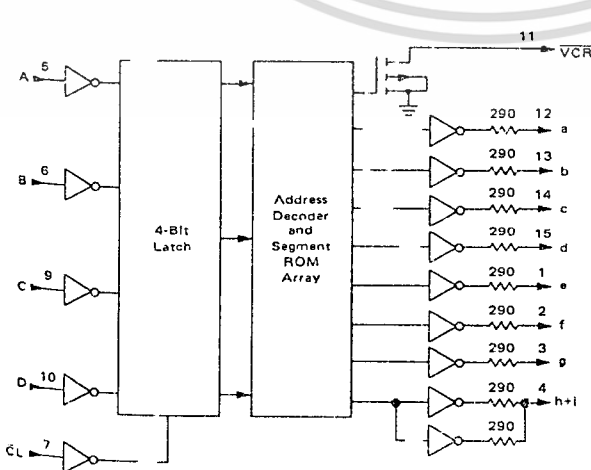 11
VCR
5
A
290 12
a
6
B
290 13
b
290 14
c
4-Bit
Latch
Address
Decoder
and
Segment
ROM
Array
290 15
d
9
C
290 1
e
290 2
f
290 3
g
10
D
290 4
h+i
290
7
CL